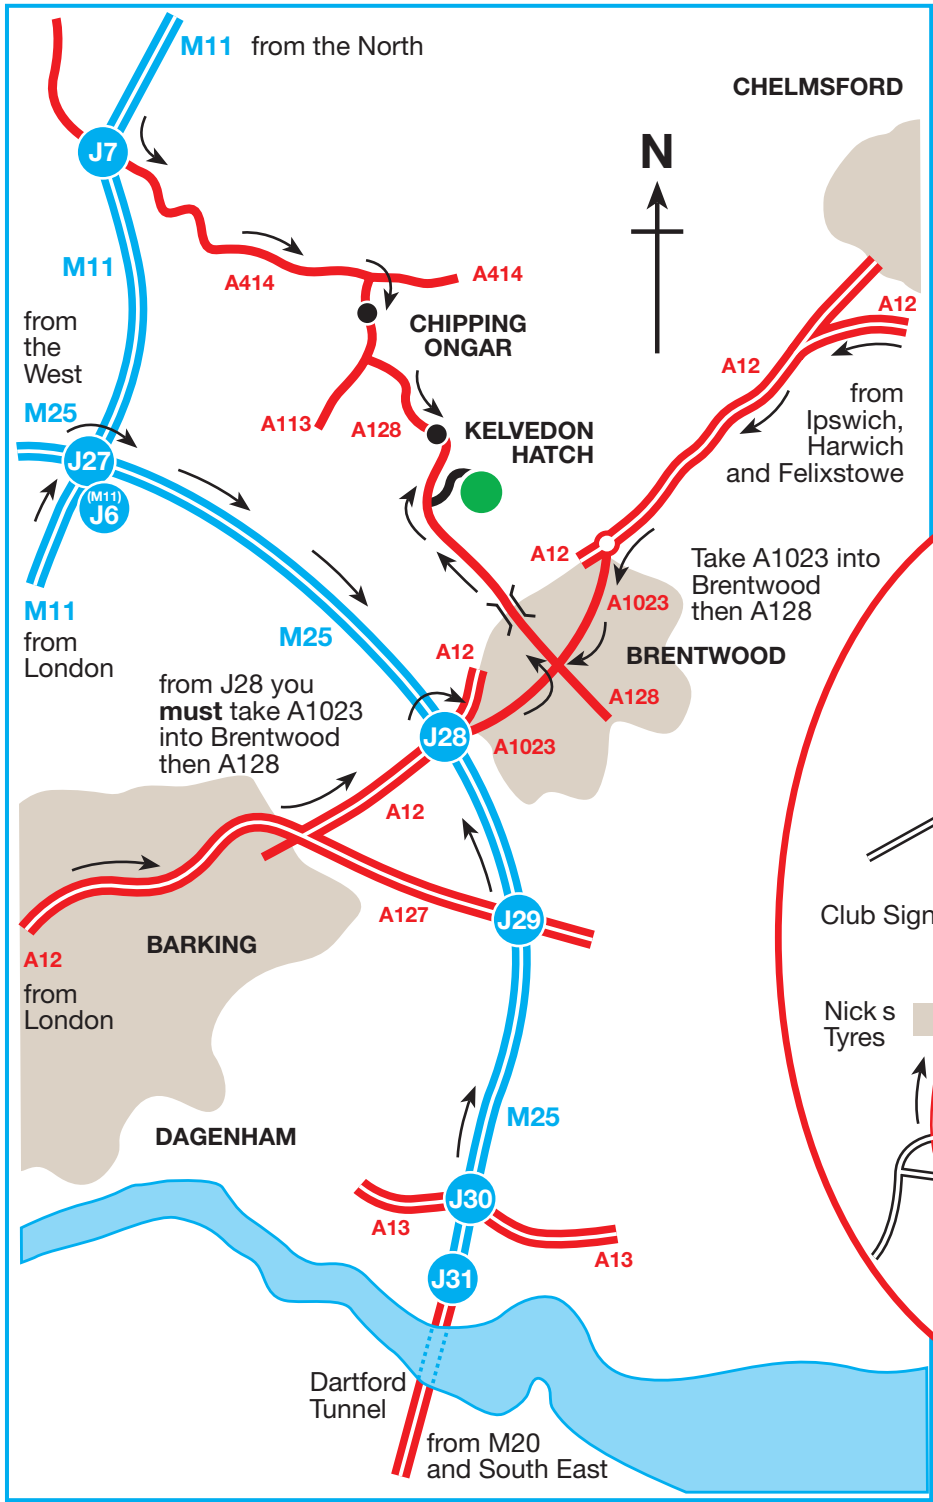 M11 from the North
CHELMSFORD
J7
N
M11
A414
A414
from
the
West
CHIPPING
ONGAR
A12
A12
M25
A113
A128
KELVEDON
HATCH
from
Ipswich,
Harwich
and Felixstowe
J27
(M11)
J6
A12
Take A1023 into
Brentwood
then A128
A1023
M11
from
London
M25
A12
BRENTWOOD
from J28 you
must take A1023
into Brentwood
then A128
A128
J28
A1023
A12
A127
J29
Club Sign
BARKING
A12
from
London
Nick s
Tyres
M25
DAGENHAM
J30
A13
A13
J31
Dartford
Tunnel
from M20
and South East